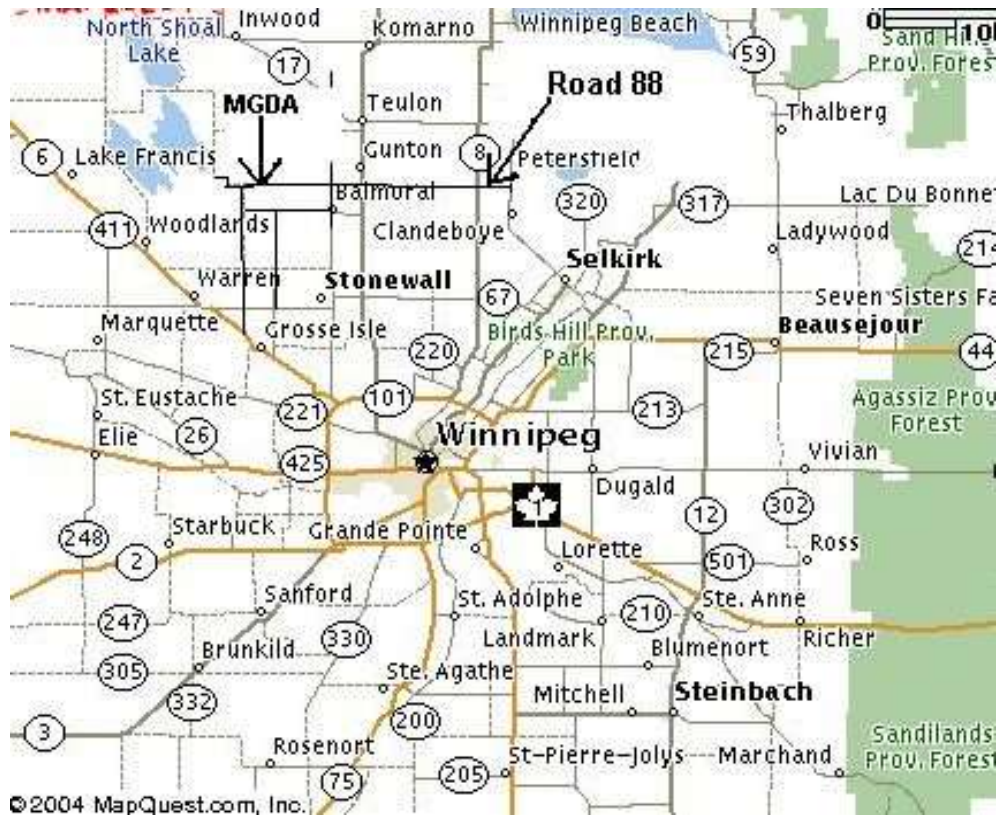 Inwood
Komarno
Winnipeg Beach
North Shoal
Lake
17
59
0
10
Sand Hills
Prov. Forest
MGDA
Teulon
Road 88
Thalberg
6
Lake Francis
Gunton
8
Petersfield
Balmoral
320
317
Lac Du Bonnet
411
Woodlands
Clandeboye
Ladywood
214
Selkirk
Warren
Stonewall
67
Seven Sisters Fa
Marquette
Grosse Isle
220
Birds Hill Prov.
Park
Beausejour
215
44
St. Eustache
221
101
213
Agassiz Prov
Forest
26
Elie
Winnipeg
425
Vivian
Dugald
1
302
12
Starbuck
Grande Pointe
248
2
Lorette
501
Ross
Sanford
St. Adolphe
Ste. Anne
247
330
Landmark
210
Richer
Brunkild
Blumenort
305
Ste. Agathe
332
Mitchell
Steinbach
3
200
Rosenort
St-Pierre-Jolys
Marchand
Sandilands
Prov. Forest
75
205
©2004 MapQuest.com, Inc.